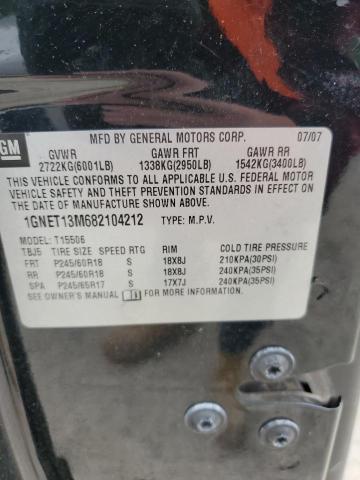 GM
MFD BY GENERAL MOTORS CORP. 07/07
GVWR GAWR FRT GAWR RR
2722KG(6001LB) 1338KG(2950LB) 1542KG(3400LB)
THIS VEHICLE CONFORMS TO ALL APPLICABLE U.S. FEDERAL MOTOR
VEHICLE SAFETY AND THEFT PREVENTION STANDARDS IN EFFECT ON
THE DATE OF MANUFACTURE SHOWN ABOVE.
1GNET13M682104212 TYPE: M.P.V.
MODEL: T15506
TBJ5 TIRE SIZE SPEED RTG RIM COLD TIRE PRESSURE
FRT P245/60R18 S 18X8J 210KPA(30PSI)
RR P245/60R18 S 18X8J 240KPA(35PSI)
SPA P245/65R17 S 17X7J 240KPA(35PSI)
SEE OWNER'S MANUAL FOR MORE INFORMATION.